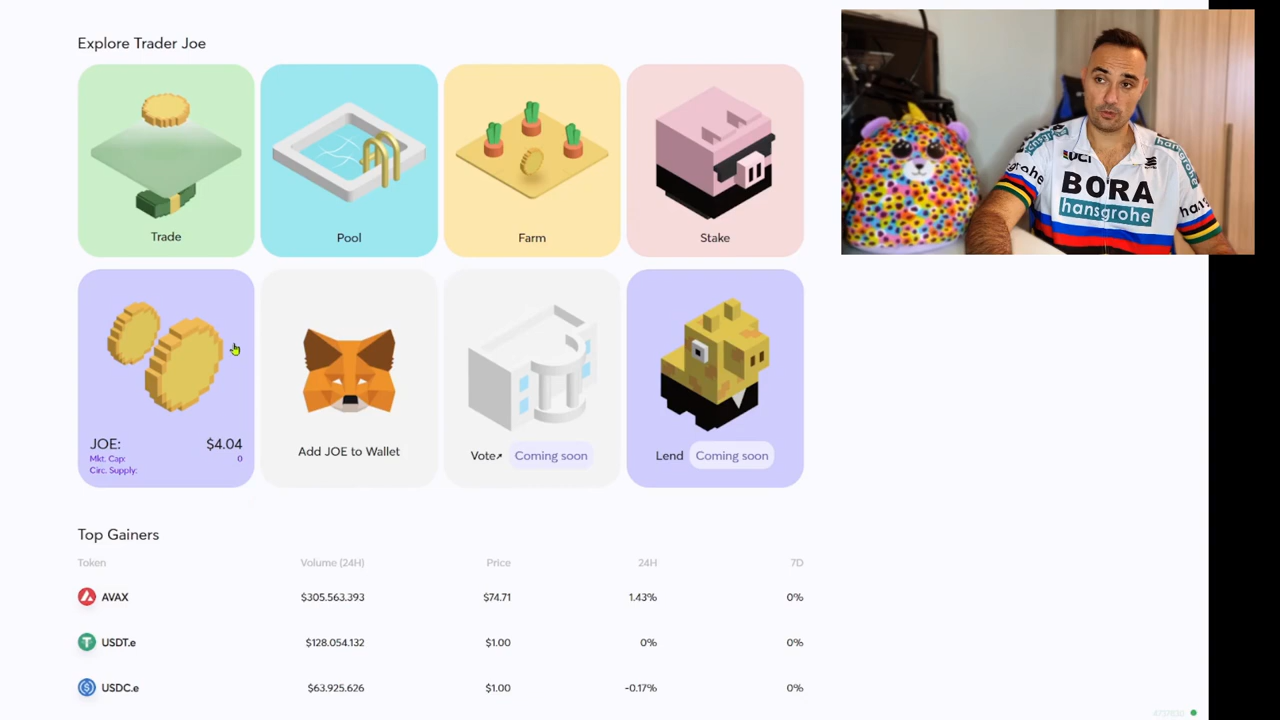 Explore Trader Joe
Trade
Pool
Farm
Stake
JOE: $4.04
Mkt. Cap: 0
Circ. Supply:
Add JOE to Wallet
Vote↗ Coming soon
Lend Coming soon
Top Gainers
Token Volume (24H) Price 24H 7D
AVAX $305.563.393 $74.71 1.43% 0%
USDT.e $128.054.132 $1.00 0% 0%
USDC.e $63.925.626 $1.00 -0.17% 0%
UCI
BORA
hansgrohe